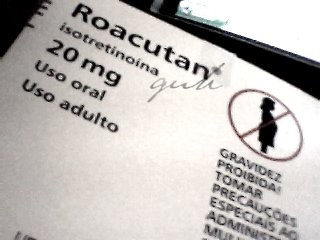 Roacutan
isotretinoína
20 mg
Uso oral
Uso adulto
GRAVIDEZ
PROIBIDA!
TOMAR
PRECAUÇÕES
ESPECIAIS AO